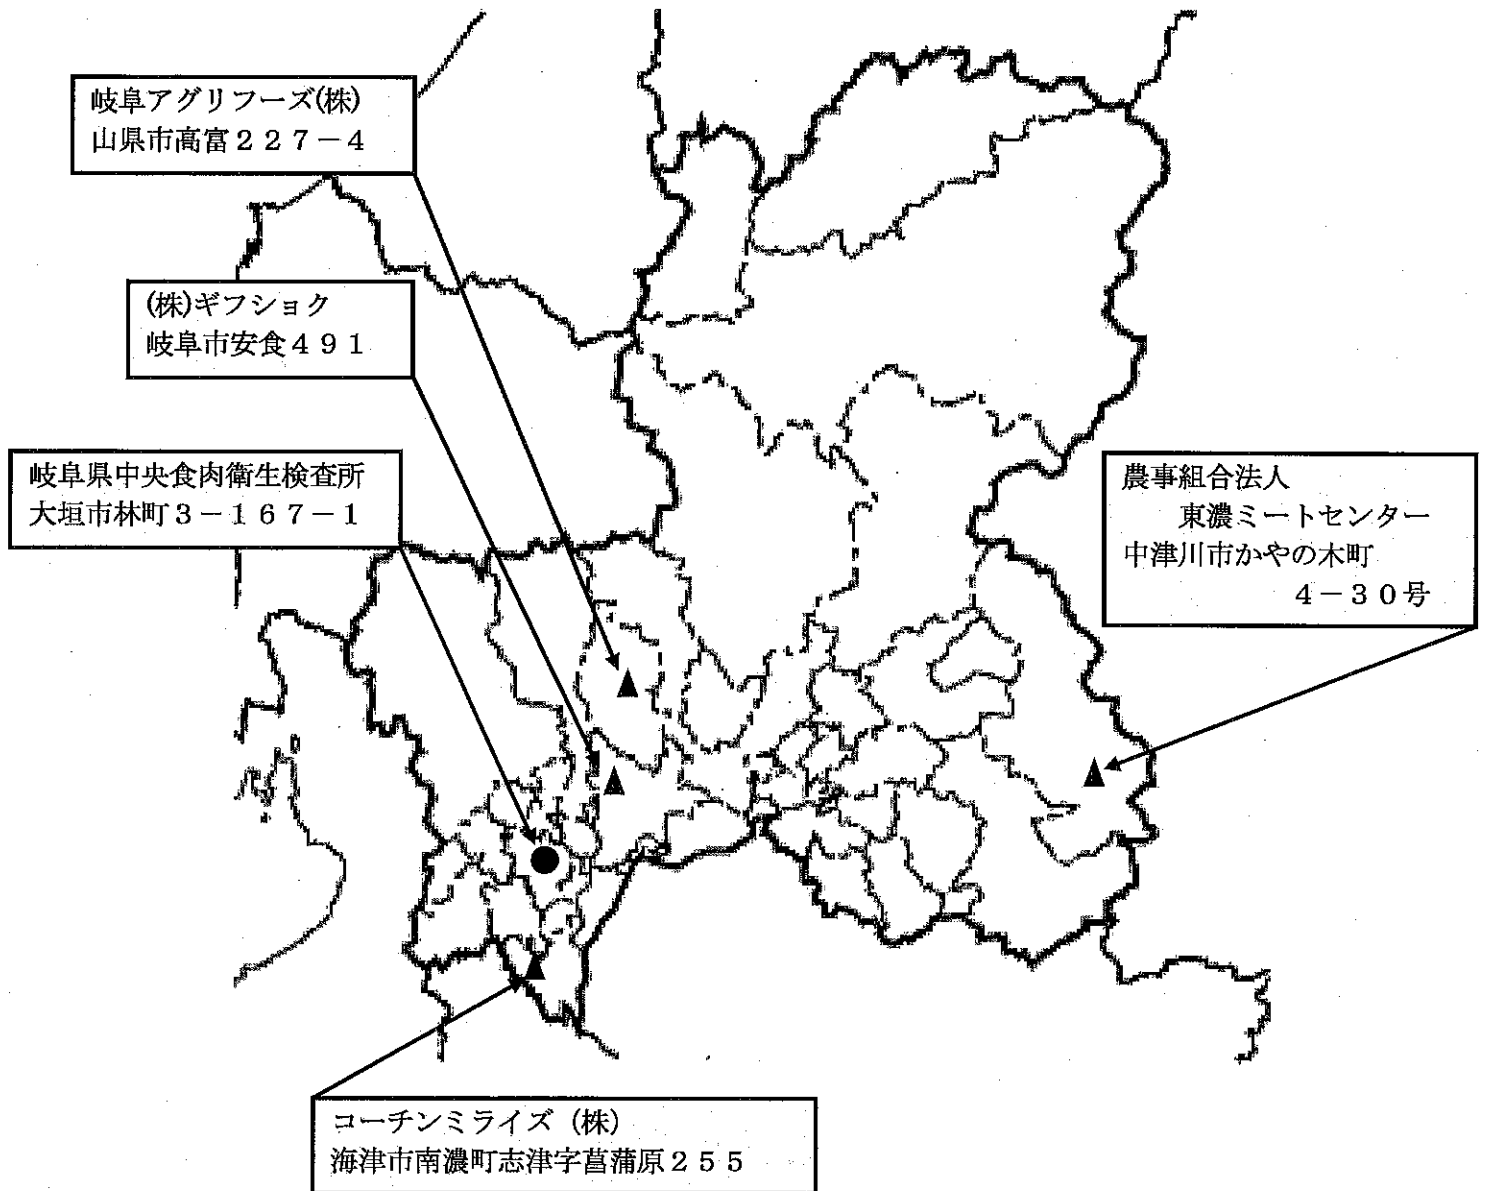 岐阜アグリフーズ(株)
山県市高富２２７－４
(株)ギフショク
岐阜市安食４９１
岐阜県中央食肉衛生検査所
大垣市林町３－１６７－１
農事組合法人
東濃ミートセンター
中津川市かやの木町
４－３０号
コーチンミライズ（株）
海津市南濃町志津字菖蒲原２５５